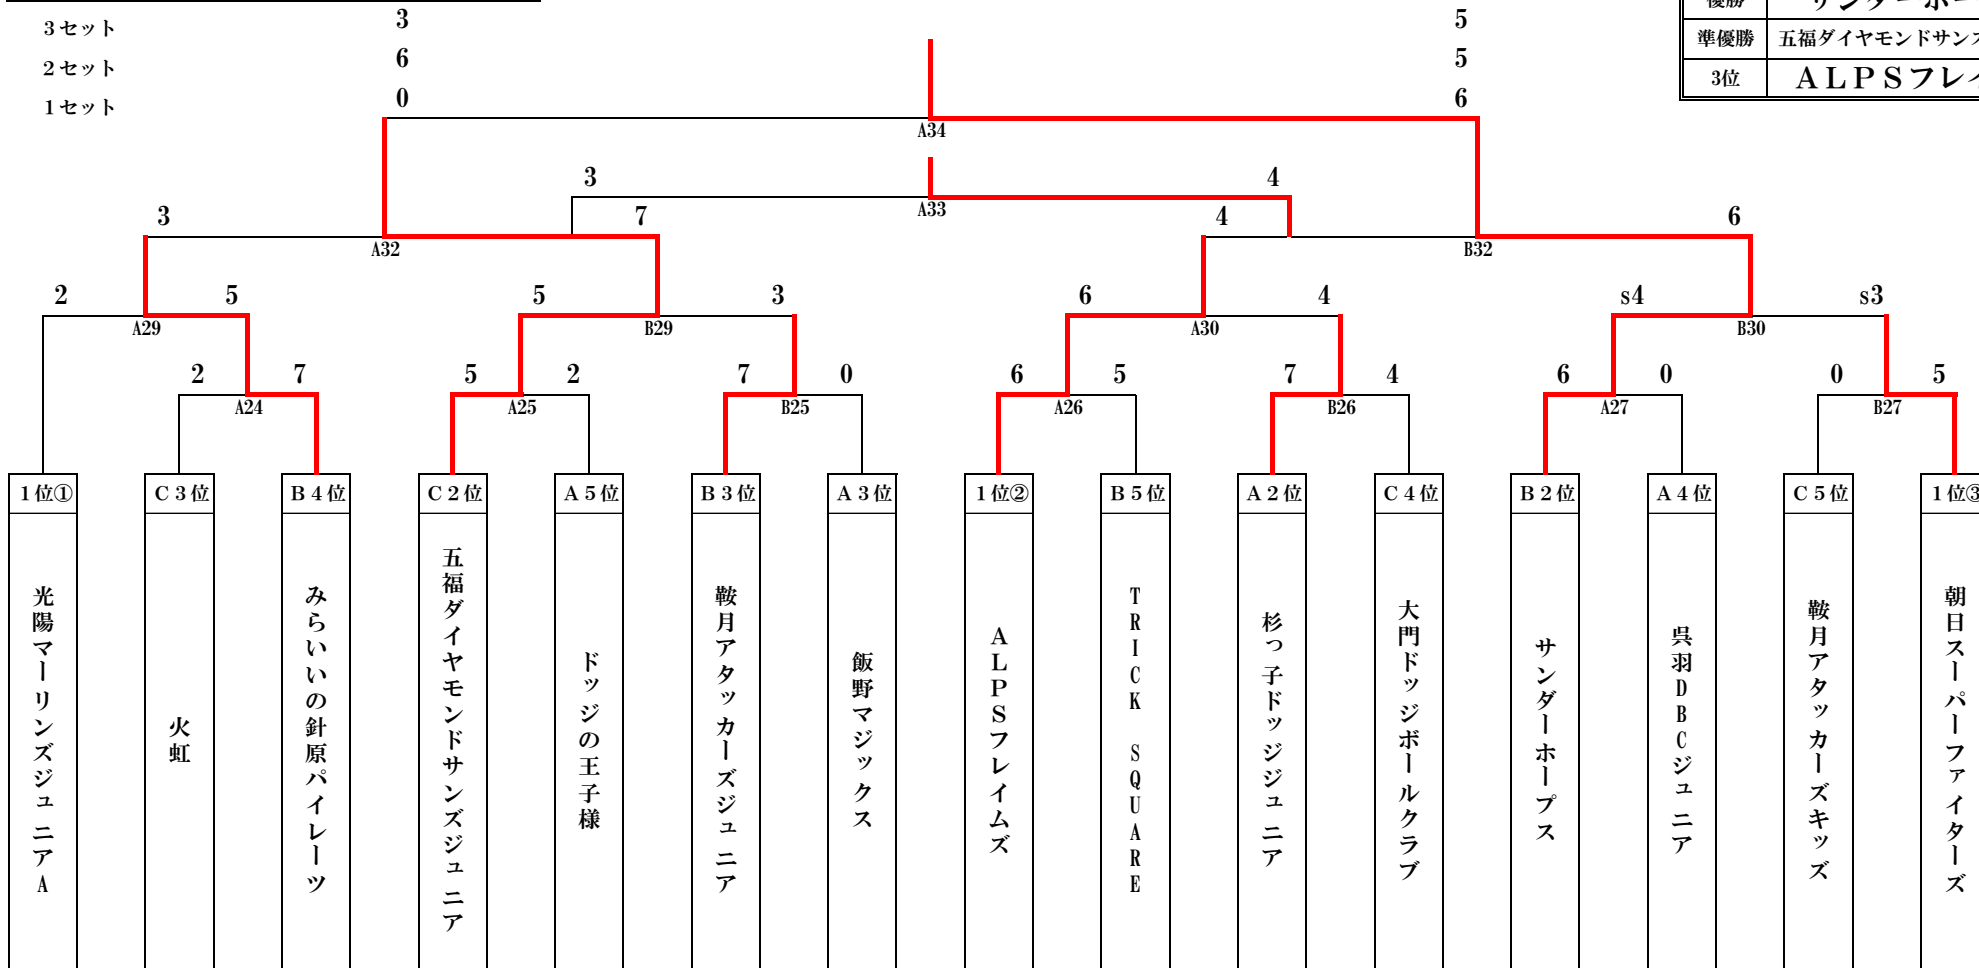 優勝
準優勝 五福ダイヤモンドサンズ
3位 ＡＬＰＳフレイ
3セット 3 5
2セット 6 5
1セット 0 6
A34
3 4
A33
3 7 4 6
A32 B32
2 5 5 3 6 4 s4 s3
A29 B29 A30 B30
2 7 5 2 7 0 6 5 7 4 6 0 0 5
A24 A25 B25 A26 B26 A27 B27
1位① C3位 B4位 C2位 A5位 B3位 A3位 1位② B5位 A2位 C4位 B2位 A4位 C5位 1位③
光陽マーリンズジュニアA
火虹
みらいいの針原パイレーツ
五福ダイヤモンドサンズジュニア
ドッジの王子様
鞍月アタッカーズジュニア
飯野マジックス
ＡＬＰＳフレイムズ
TRICK SQUARE
杉っ子ドッジジュニア
大門ドッジボールクラブ
サンダーホープス
呉羽DBCジュニア
鞍月アタッカーズキッズ
朝日スーパーファイターズ